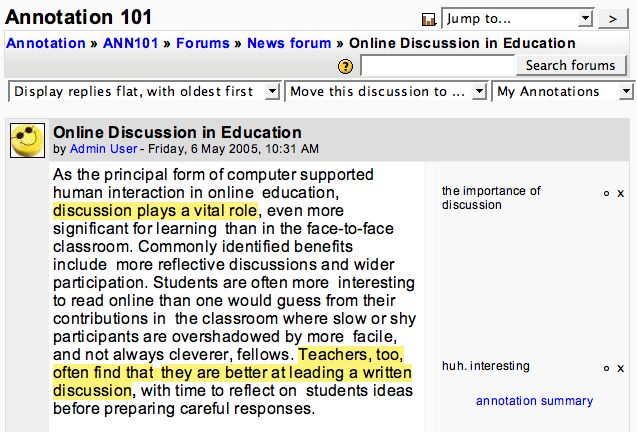 Annotation 101
Jump to...
>
Annotation » ANN101 » Forums » News forum » Online Discussion in Education
?
Search forums
Display replies flat, with oldest first
Move this discussion to ...
My Annotations
Online Discussion in Education
by Admin User - Friday, 6 May 2005, 10:31 AM
As the principal form of computer supported
human interaction in online education,
discussion plays a vital role, even more
significant for learning than in the face-to-face
classroom. Commonly identified benefits
include more reflective discussions and wider
participation. Students are often more interesting
to read online than one would guess from their
contributions in the classroom where slow or shy
participants are overshadowed by more facile,
and not always cleverer, fellows. Teachers, too,
often find that they are better at leading a written
discussion, with time to reflect on students ideas
before preparing careful responses.
the importance of
discussion
o x
huh. interesting
o x
annotation summary